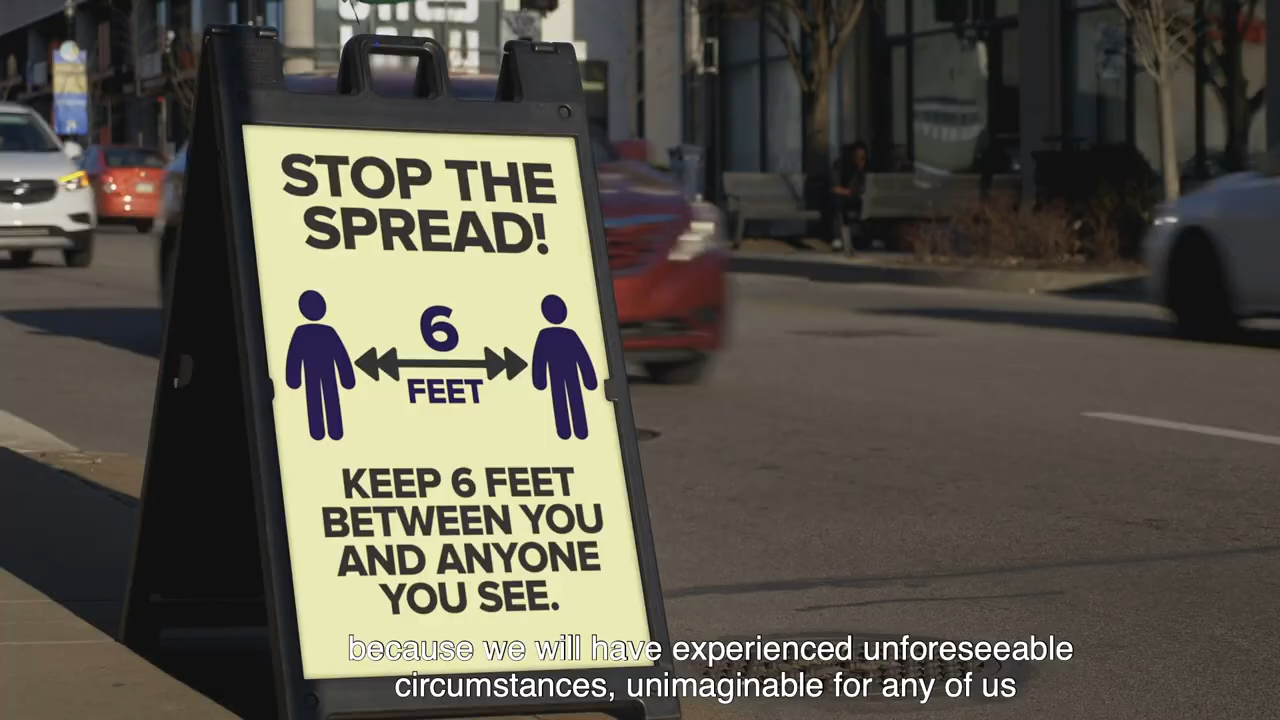 STOP THE
SPREAD!
6
FEET
KEEP 6 FEET
BETWEEN YOU
AND ANYONE
YOU SEE.
because we will have experienced unforeseeable
circumstances, unimaginable for any of us